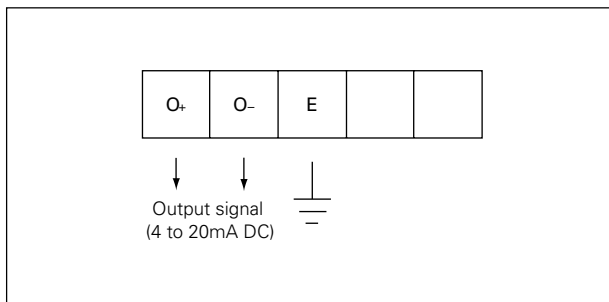 O+ O− E
Output signal
(4 to 20mA DC)